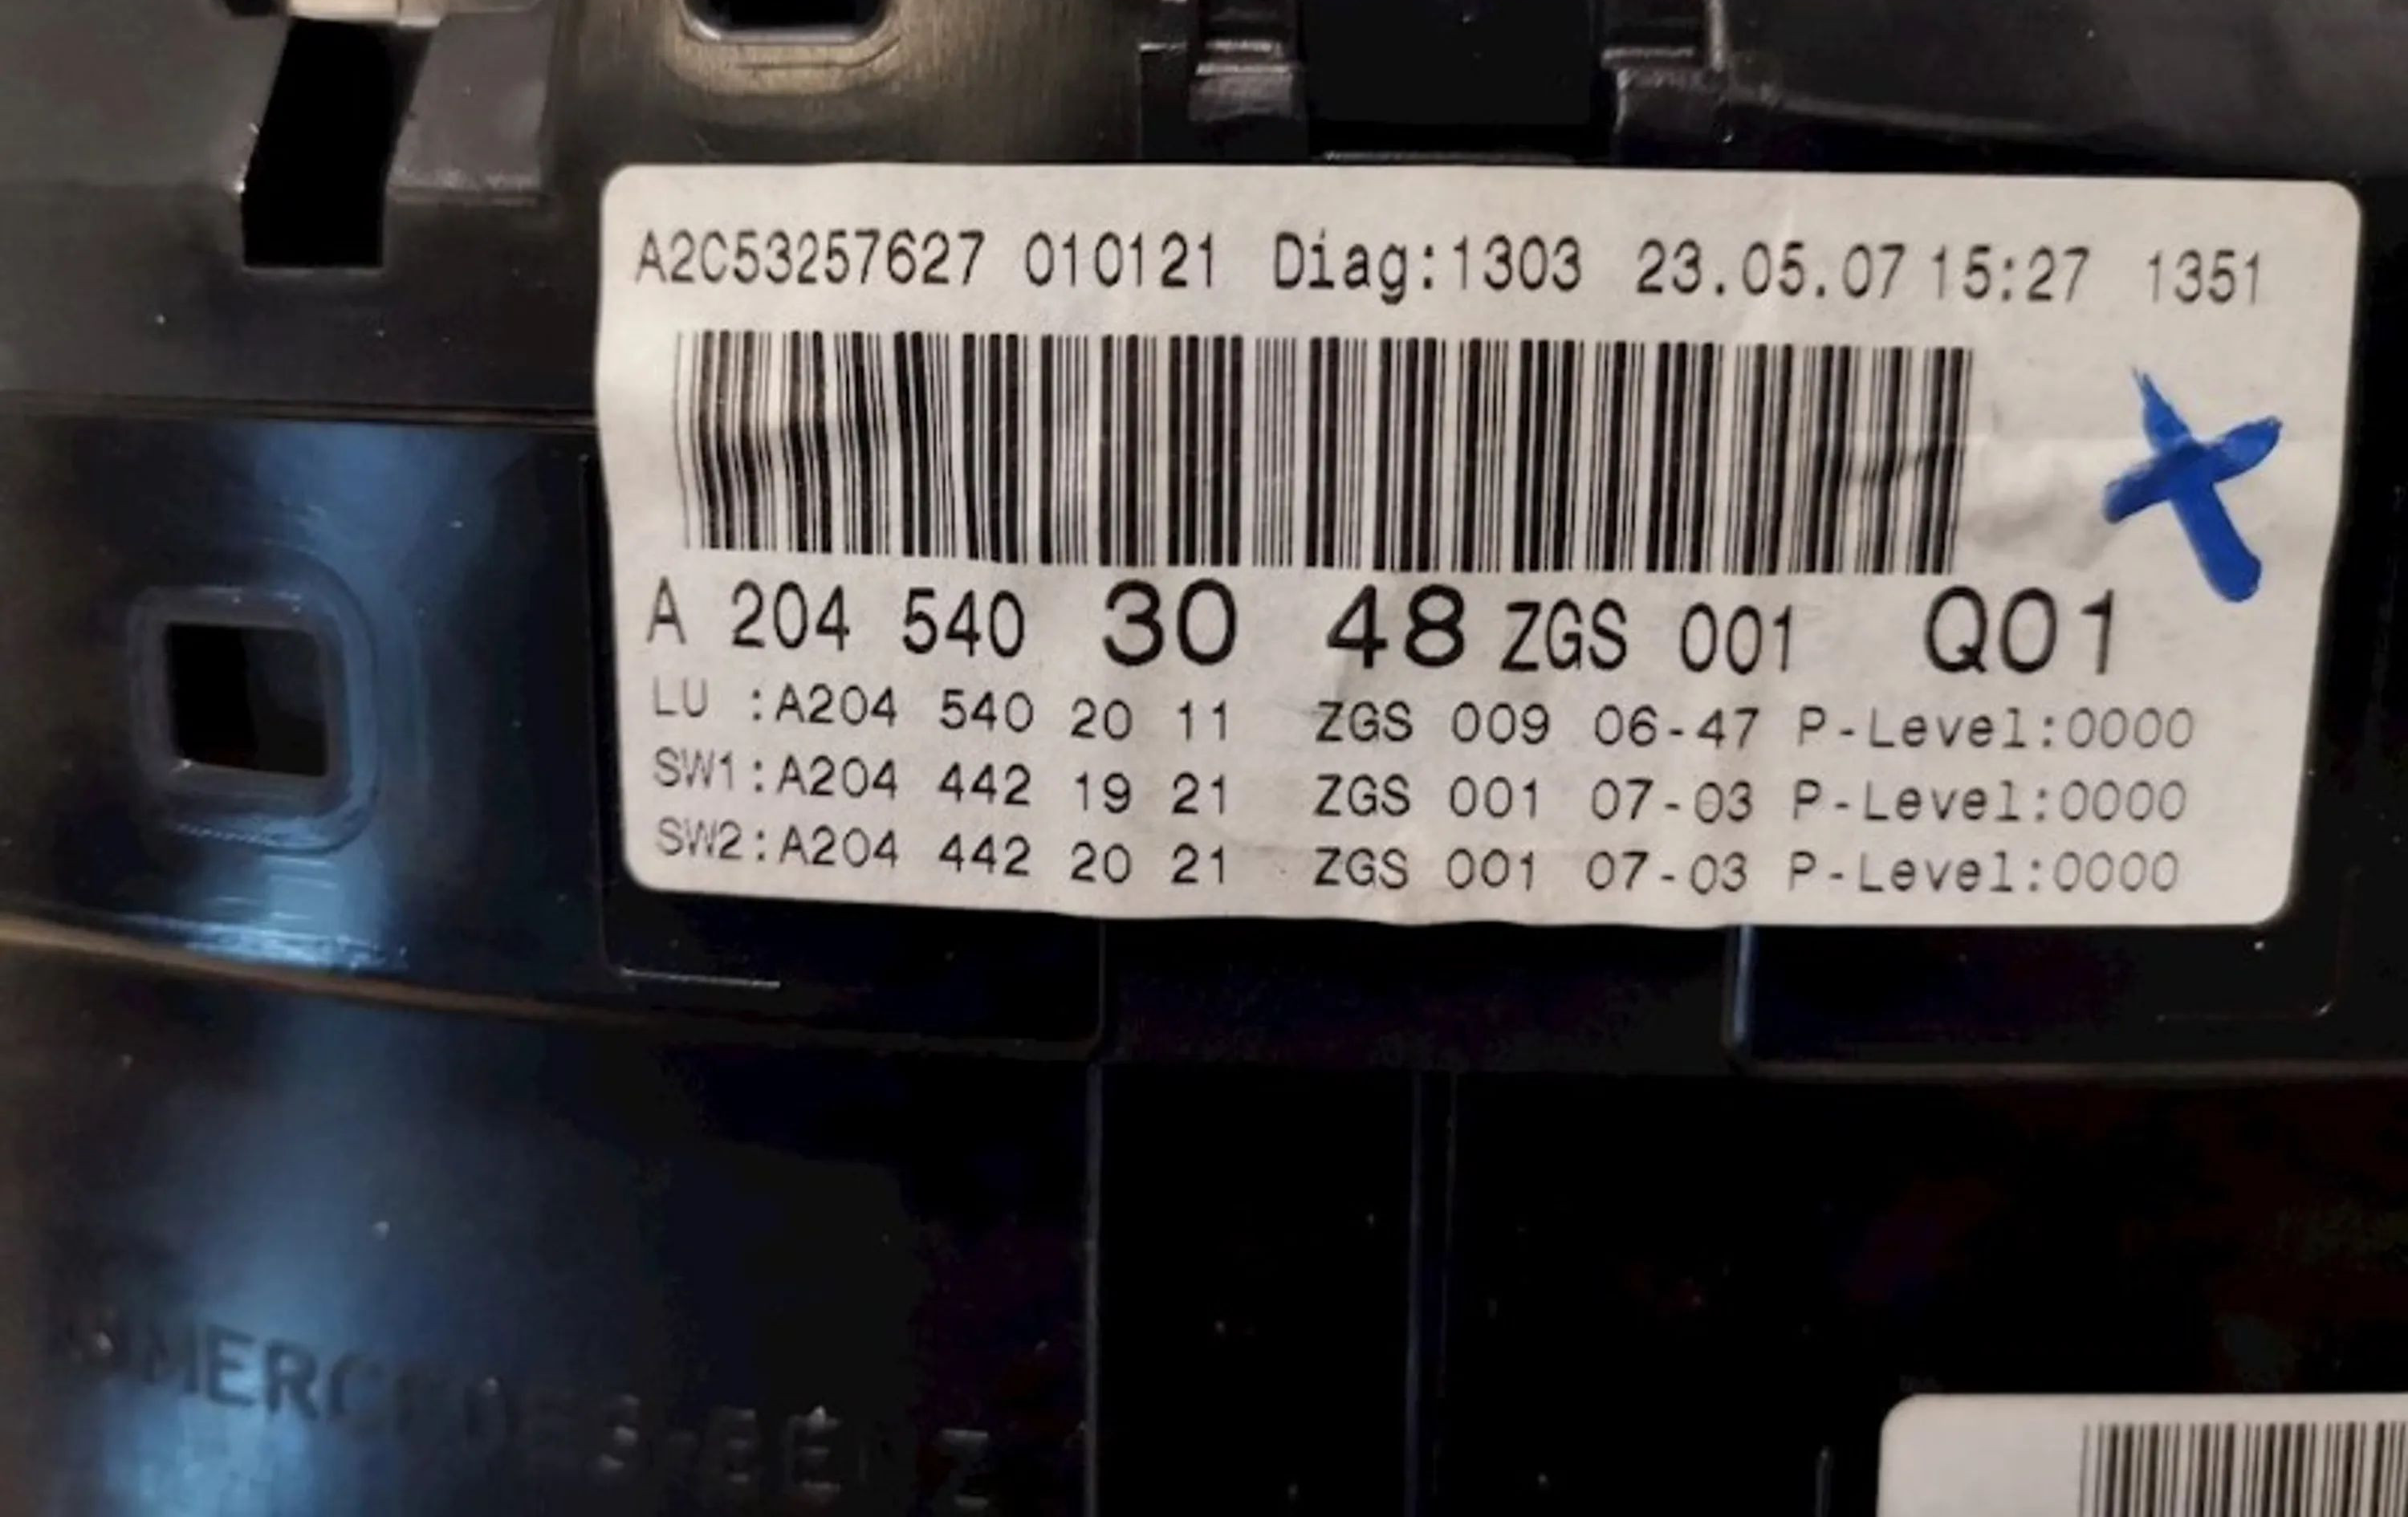 A2C53257627 010121 Diag:1303 23.05.07 15:27 1351
A 204 540 30 48 ZGS 001 Q01
LU :A204 540 20 11 ZGS 009 06-47 P-Level:0000
SW1:A204 442 19 21 ZGS 001 07-03 P-Level:0000
SW2:A204 442 20 21 ZGS 001 07-03 P-Level:0000
MERCEDES-BENZ